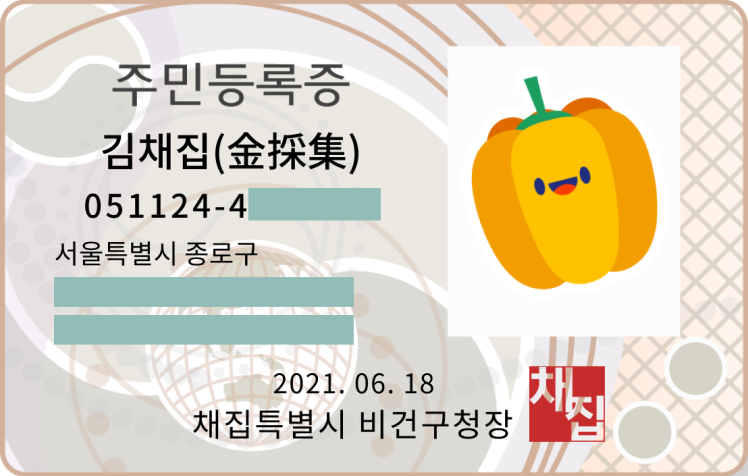 주민등록증
김채집(金採集)
051124-4
서울특별시 종로구
2021. 06. 18
채집특별시 비건구청장
채집